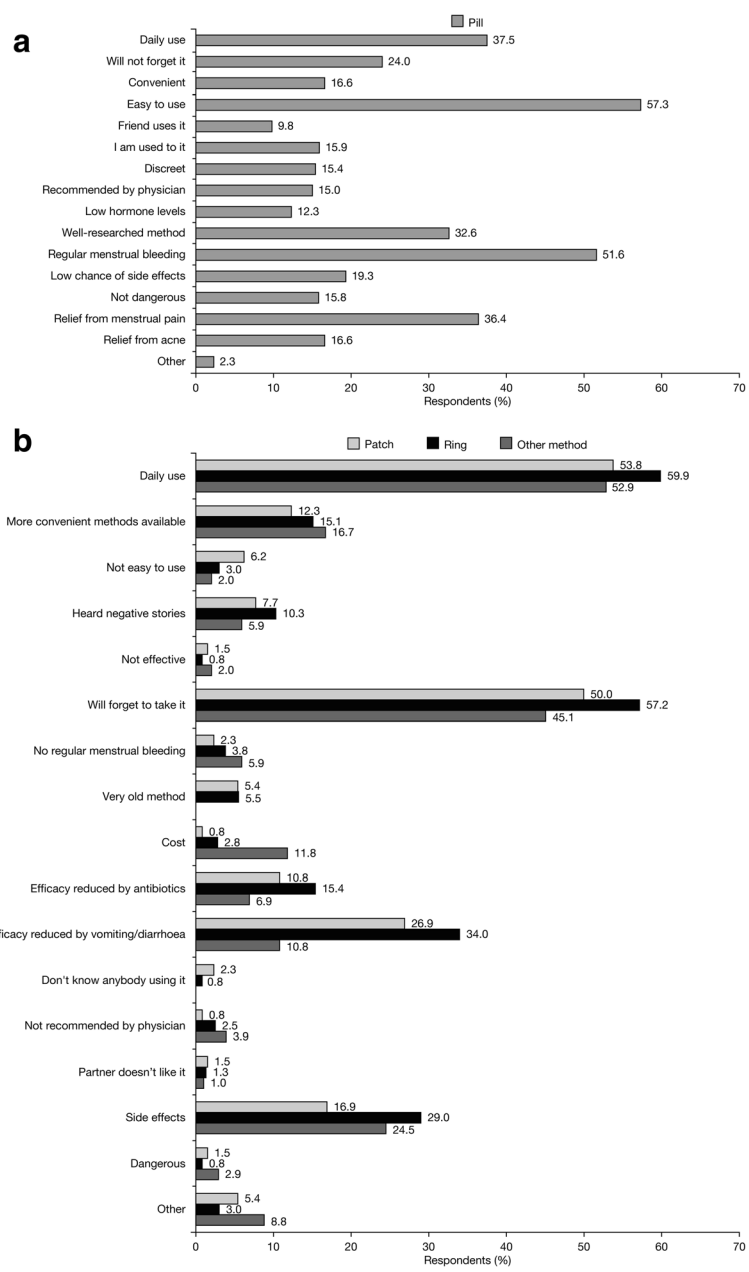 a
Pill
Daily use 37.5
Will not forget it 24.0
Convenient 16.6
Easy to use 57.3
Friend uses it 9.8
I am used to it 15.9
Discreet 15.4
Recommended by physician 15.0
Low hormone levels 12.3
Well-researched method 32.6
Regular menstrual bleeding 51.6
Low chance of side effects 19.3
Not dangerous 15.8
Relief from menstrual pain 36.4
Relief from acne 16.6
Other 2.3
0 10 20 30 40 50 60 70
Respondents (%)
b
Patch Ring Other method
53.8
Daily use 59.9
52.9
12.3
More convenient methods available 15.1
16.7
6.2
Not easy to use 3.0
2.0
7.7
Heard negative stories 10.3
5.9
1.5
Not effective 0.8
2.0
50.0
Will forget to take it 57.2
45.1
2.3
No regular menstrual bleeding 3.8
5.9
5.4
Very old method 5.5
0.8
Cost 2.8
11.8
10.8
Efficacy reduced by antibiotics 15.4
6.9
26.9
ficacy reduced by vomiting/diarrhoea 34.0
10.8
2.3
Don't know anybody using it 0.8
0.8
Not recommended by physician 2.5
3.9
1.5
Partner doesn't like it 1.3
1.0
16.9
Side effects 29.0
24.5
1.5
Dangerous 0.8
2.9
5.4
Other 3.0
8.8
0 10 20 30 40 50 60 70
Respondents (%)